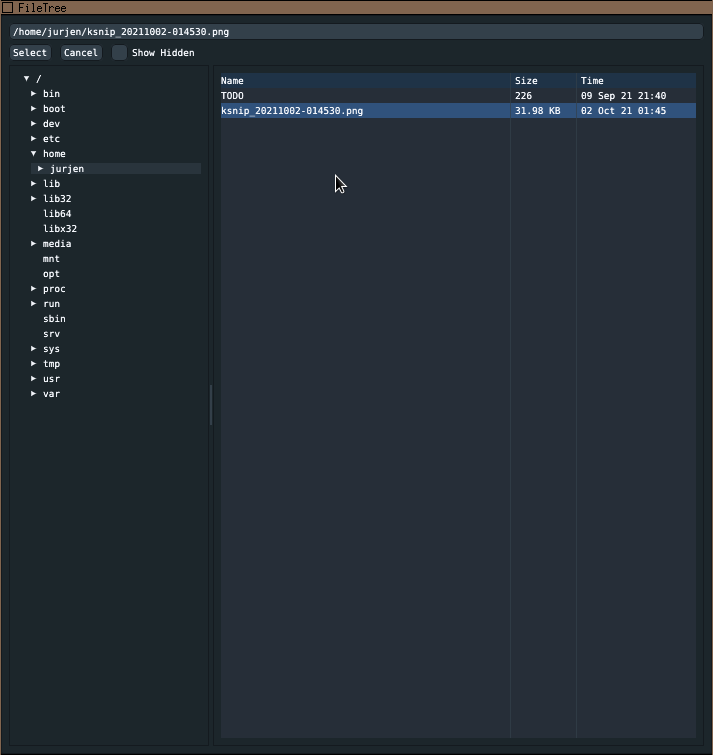 FileTree
/home/jurjen/ksnip_20211002-014530.png
Select Cancel Show Hidden
/
bin
boot
dev
etc
home
jurjen
lib
lib32
lib64
libx32
media
mnt
opt
proc
run
sbin
srv
sys
tmp
usr
var
Name Size Time
TODO 226 09 Sep 21 21:40
ksnip_20211002-014530.png 31.98 KB 02 Oct 21 01:45